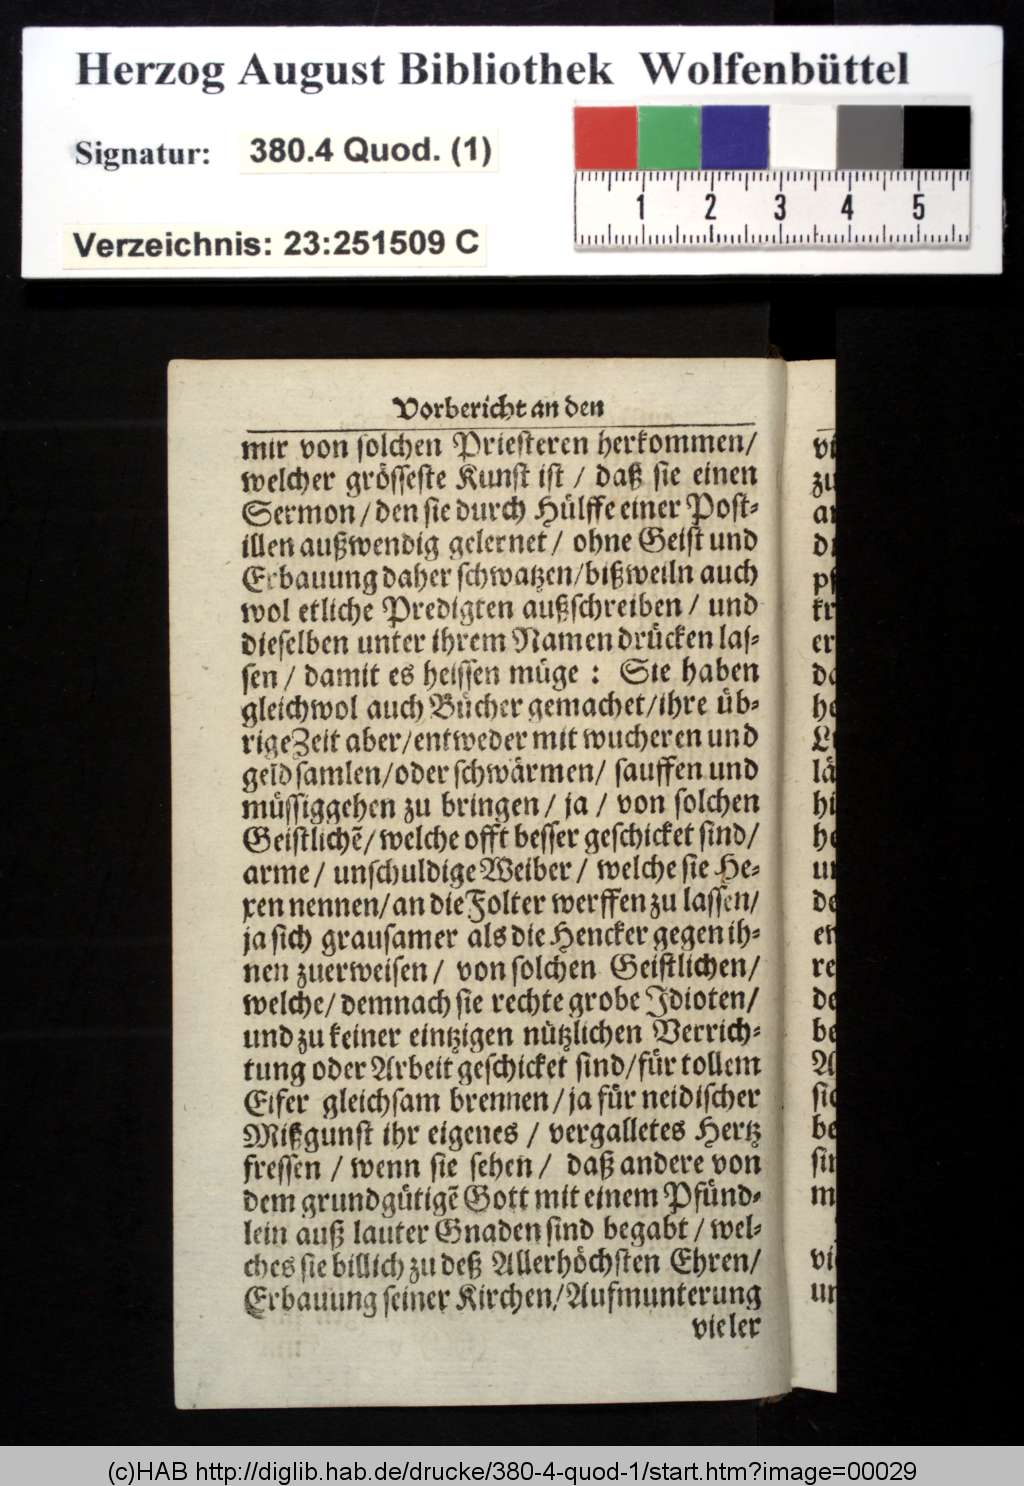 Herzog August Bibliothek Wolfenbüttel
Signatur: 380.4 Quod. (1)
1 2 3 4 5
Verzeichnis: 23:251509 C
Vorbericht an den
mir von solchen Priesteren herkommen/
welcher grösseste Kunst ist / daß sie einen
Sermon/den sie durch Hülffe einer Post-
illen außwendig gelernet/ ohne Geist und
Erbauung daher schwatzen/bißweiln auch
wol etliche Predigten außschreiben / und
dieselben unter ihrem Namen drücken las-
sen / damit es heissen müge : Sie haben
gleichwol auch Bücher gemachet/ihre üb-
rige Zeit aber/entweder mit wucheren und
geld samlen/oder schwärmen/ sauffen und
müssiggehen zu bringen/ ja / von solchen
Geistlichẽ/ welche offt besser geschicket sind/
arme / unschuldige Weiber / welche sie He-
xen nennen/an die Folter werffen zu lassen/
ja sich grausamer als die Hencker gegen ih-
nen zuerweisen / von solchen Geistlichen/
welche/ demnach sie rechte grobe Idioten/
und zu keiner eintzigen nützlichen Verrich-
tung oder Arbeit geschicket sind/für tollem
Eifer gleichsam brennen/ja für neidischer
Mißgunst ihr eigenes / vergalletes Hertz
fressen / wenn sie sehen / daß andere von
dem grundgütigẽ Gott mit einem Pfünd-
lein auß lauter Gnaden sind begabt / wel-
ches sie billich zu deß Allerhöchsten Ehren/
Erbauung seiner Kirchen/Aufmunterung
vieler
(c)HAB http://diglib.hab.de/drucke/380-4-quod-1/start.htm?image=00029